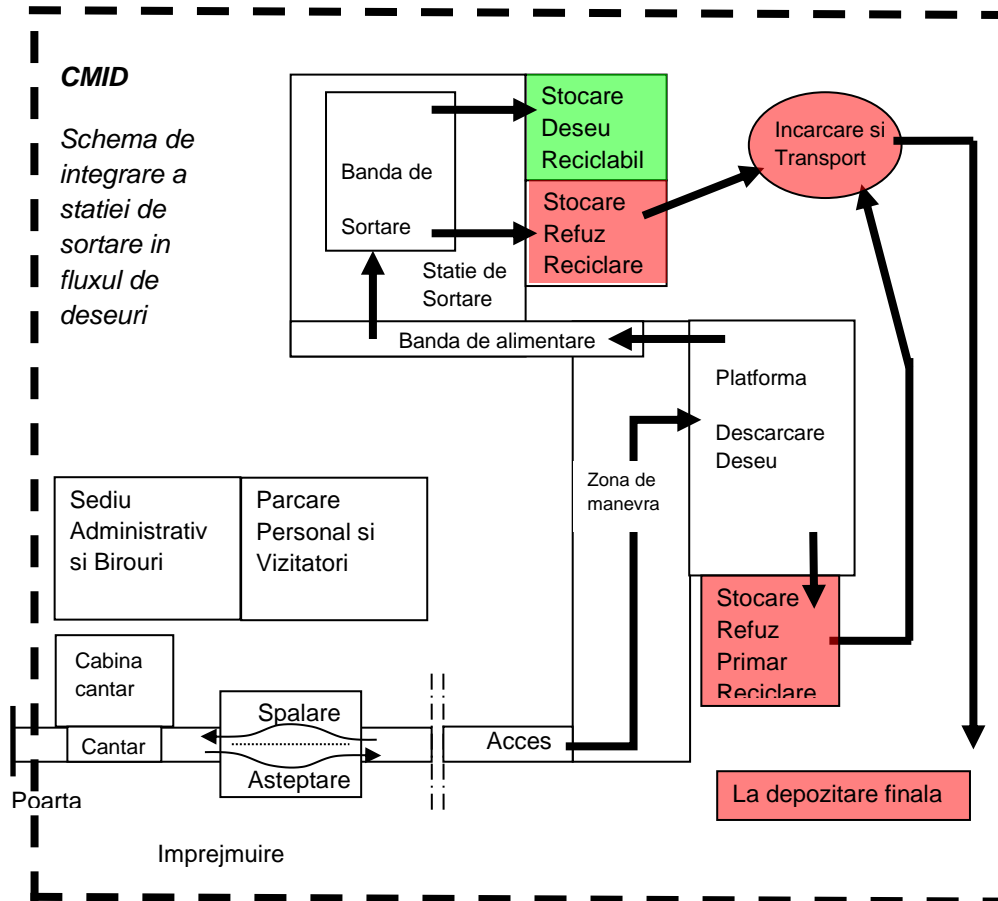 CMID
Schema de
integrare a
statiei de
sortare in
fluxul de
deseuri
Banda de
Sortare
Stocare
Deseu
Reciclabil
Stocare
Refuz
Reciclare
Incarcare si
Transport
Statie de
Sortare
Banda de alimentare
Platforma
Descarcare
Deseu
Zona de
manevra
Sediu
Administrativ
si Birouri
Parcare
Personal si
Vizitatori
Stocare
Refuz
Primar
Reciclare
Cabina
cantar
Cantar
Spalare
Asteptare
Acces
Poarta
La depozitare finala
Imprejmuire